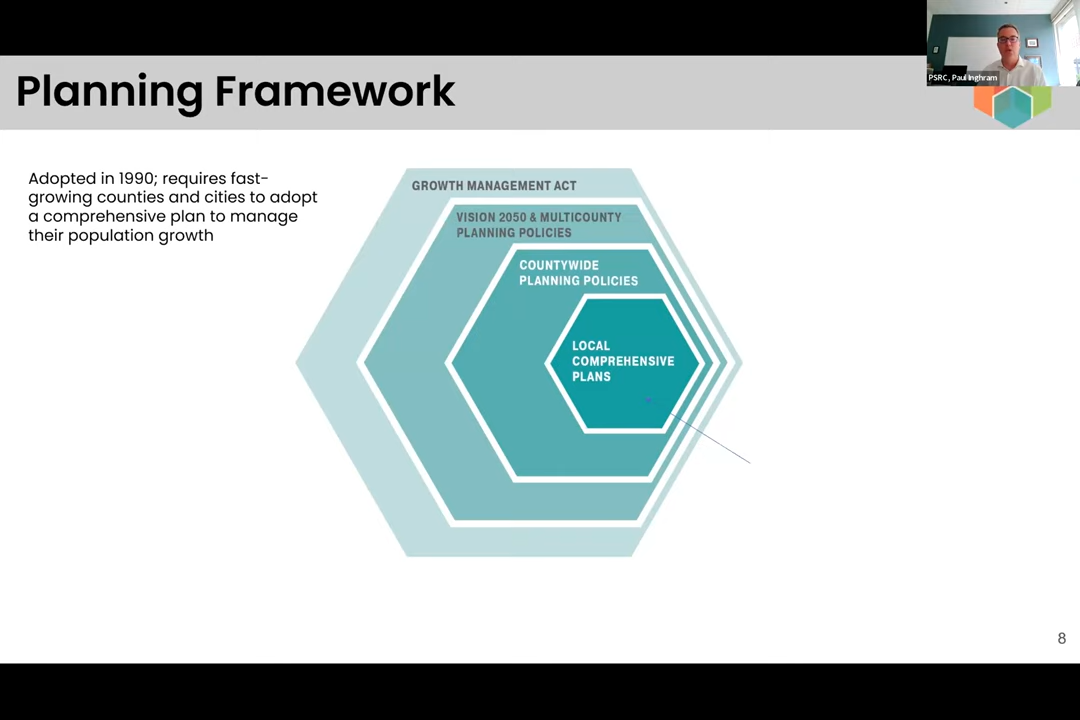 PSRC, Paul Inghram
Planning Framework
Adopted in 1990; requires fast-
growing counties and cities to adopt
a comprehensive plan to manage
their population growth
GROWTH MANAGEMENT ACT
VISION 2050 & MULTICOUNTY
PLANNING POLICIES
COUNTYWIDE
PLANNING POLICIES
LOCAL
COMPREHENSIVE
PLANS
8